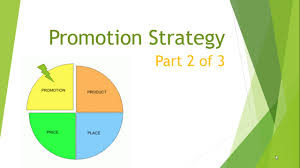 Promotion Strategy
Part 2 of 3
PROMOTION
PRODUCT
PRICE
PLACE